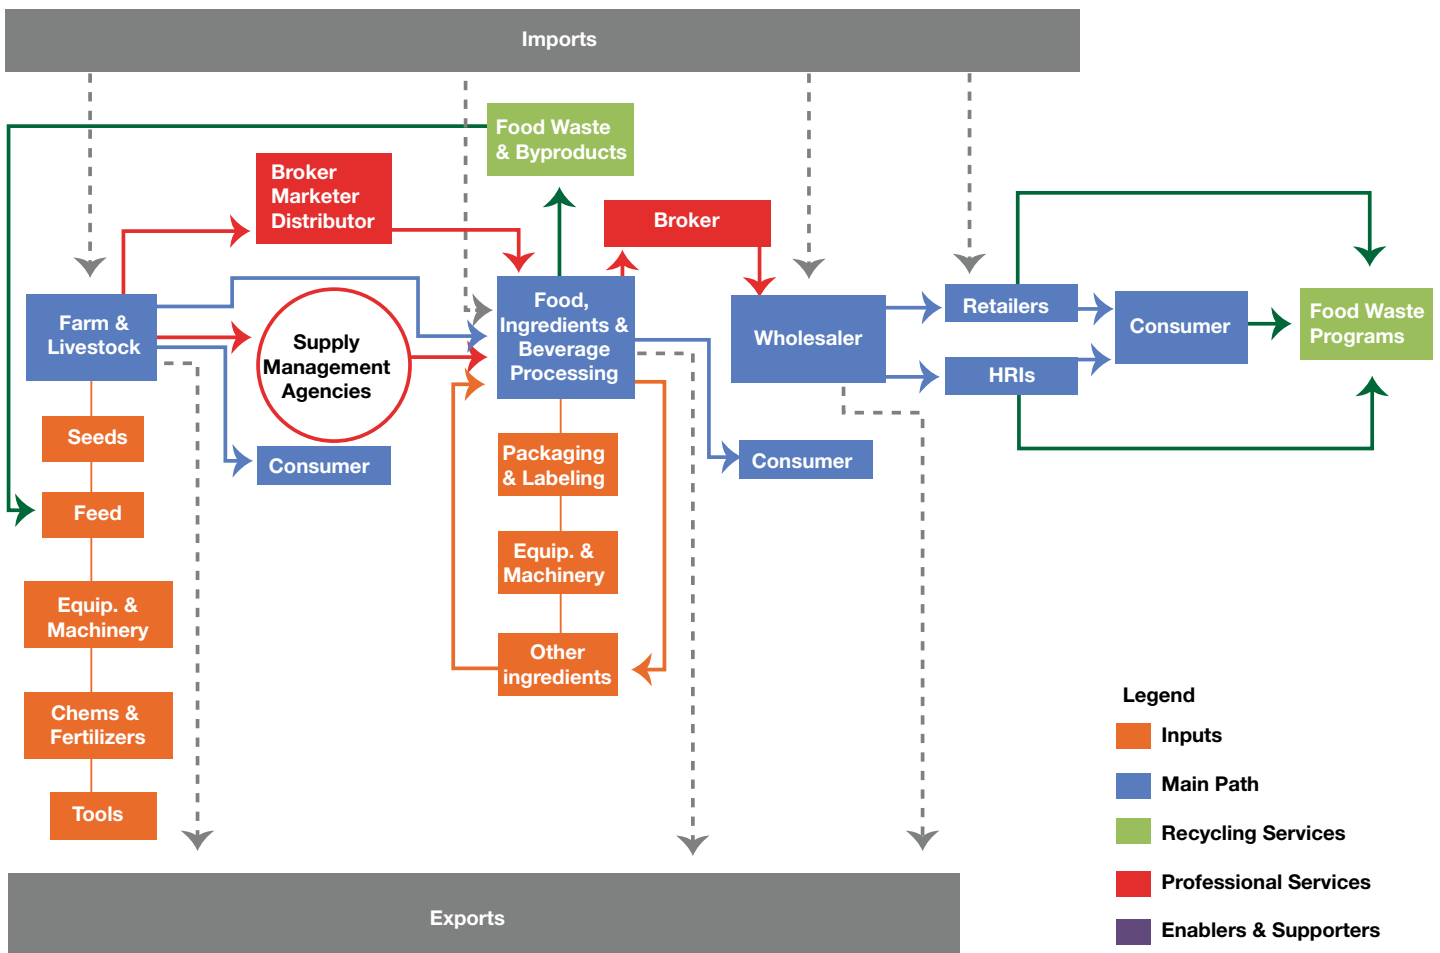 Imports
Food Waste
& Byproducts
Broker
Marketer
Distributor
Broker
Farm &
Livestock
Supply
Management
Agencies
Food,
Ingredients &
Beverage
Processing
Wholesaler
Retailers
HRIs
Consumer
Food Waste
Programs
Seeds
Feed
Equip. &
Machinery
Chems &
Fertilizers
Tools
Consumer
Packaging
& Labeling
Equip. &
Machinery
Other
ingredients
Consumer
Legend
Inputs
Main Path
Recycling Services
Professional Services
Enablers & Supporters
Exports